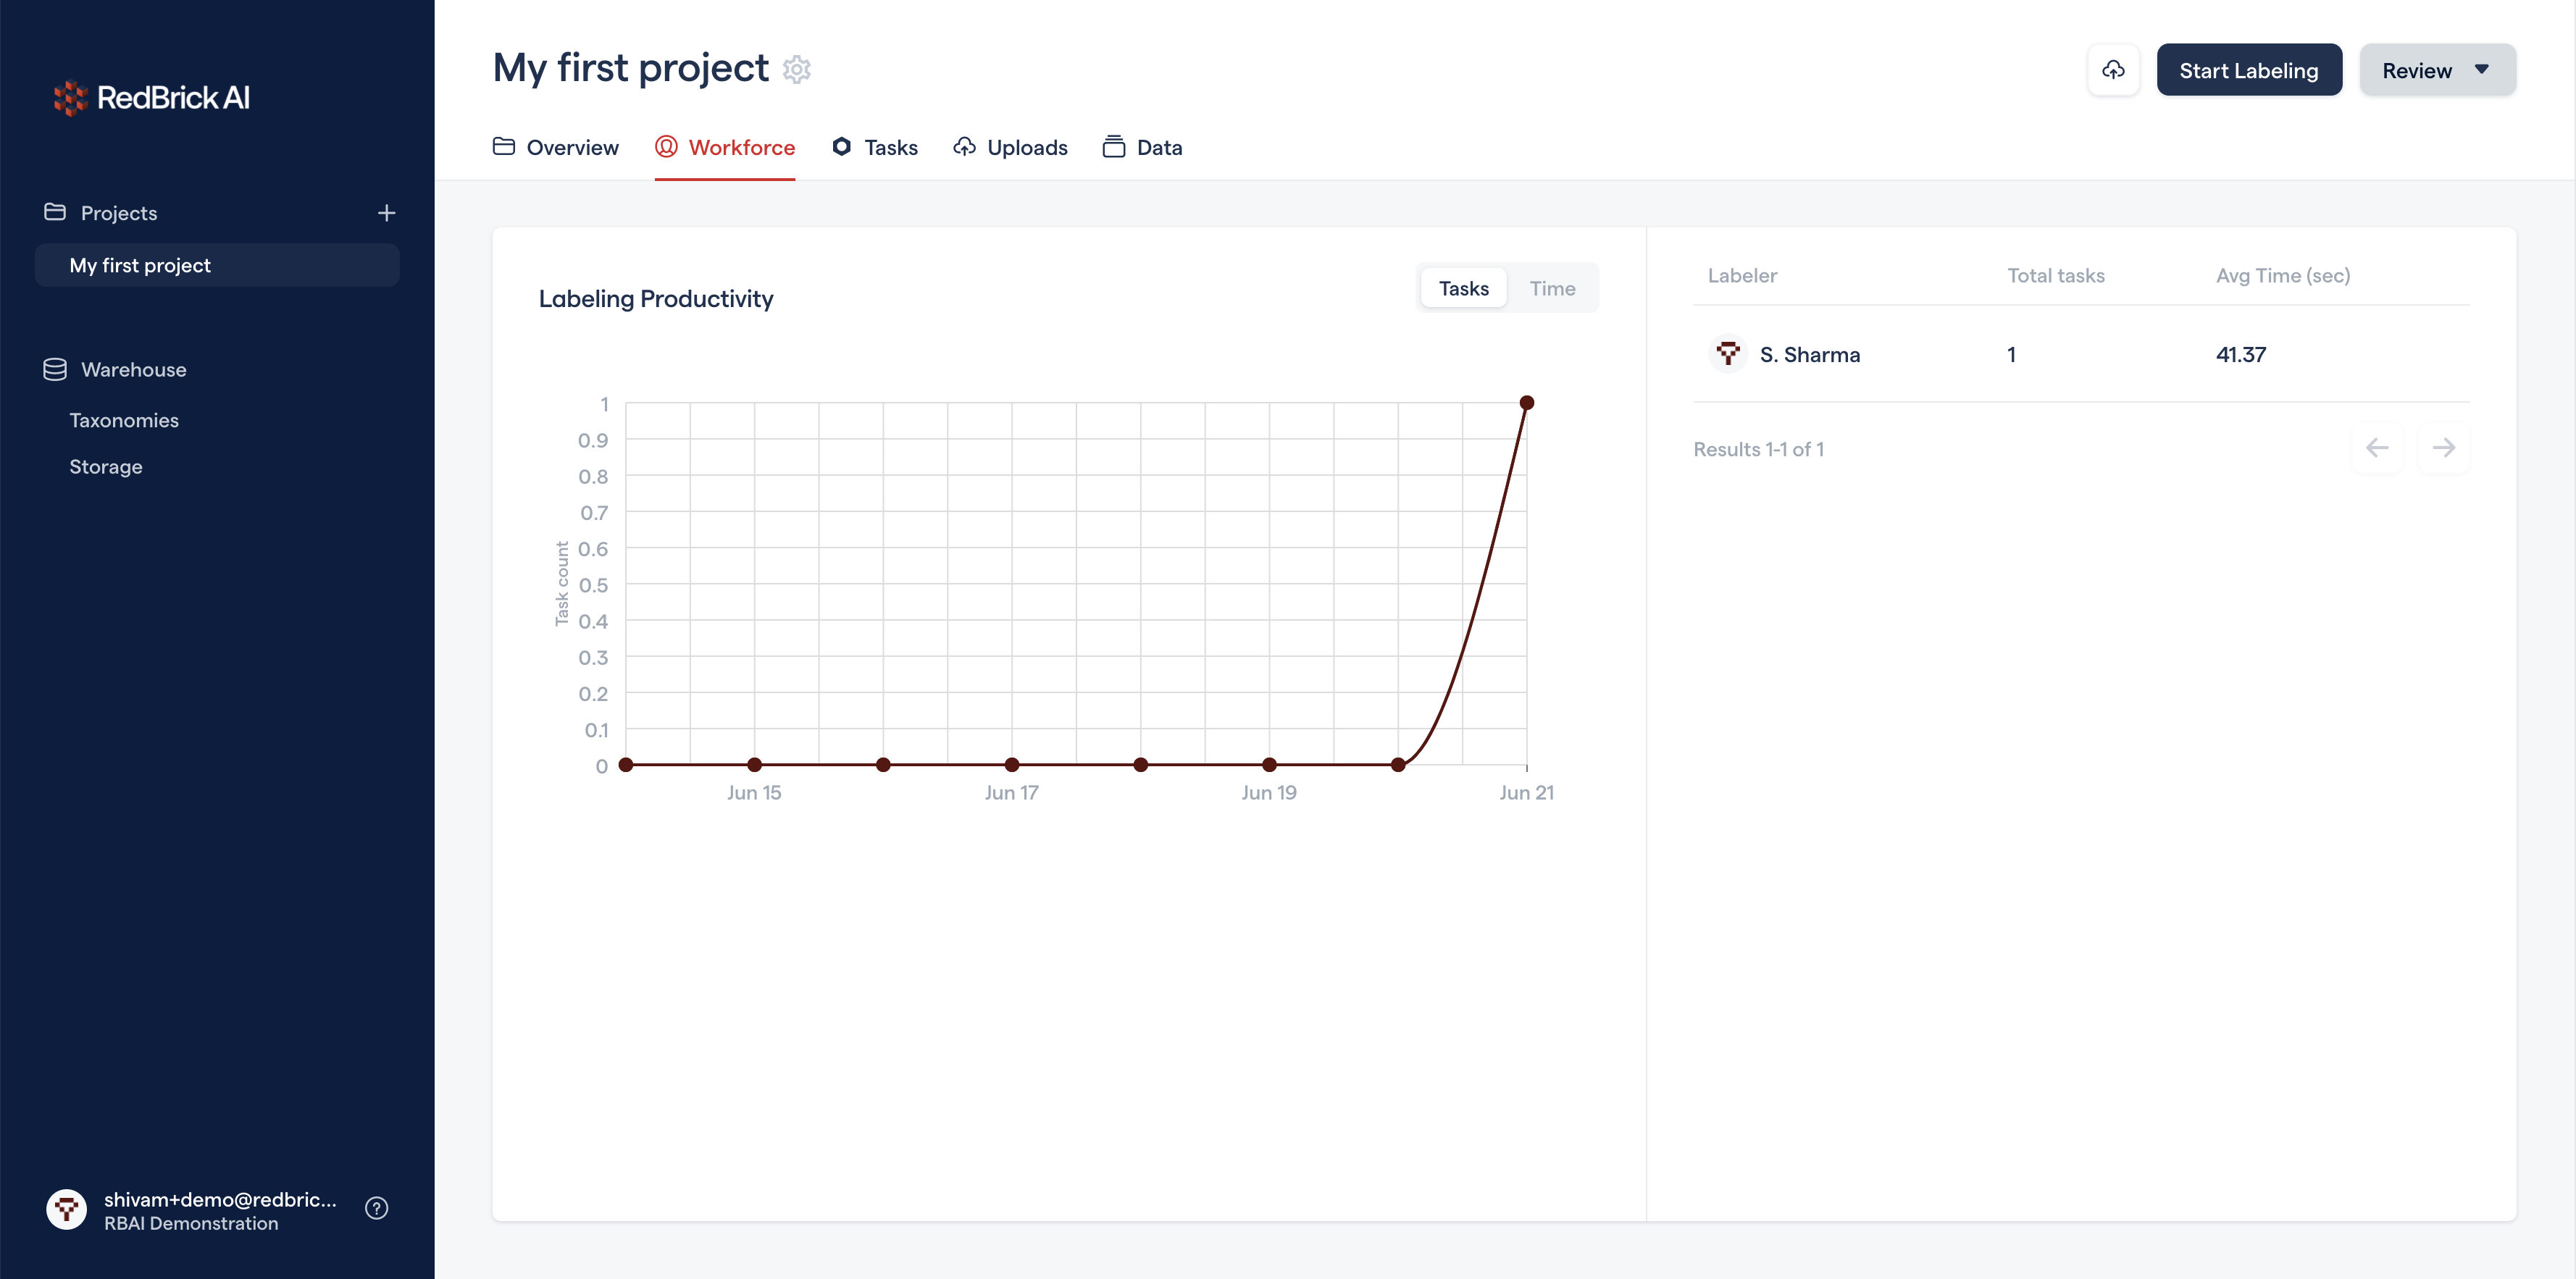 RedBrick AI
Projects
My first project
Warehouse
Taxonomies
Storage
shivam+demo@redbric...
RBAI Demonstration
My first project
Start Labeling
Review
Overview
Workforce
Tasks
Uploads
Data
Labeling Productivity
Tasks
Time
Task count
1
0.9
0.8
0.7
0.6
0.5
0.4
0.3
0.2
0.1
0
Jun 15
Jun 17
Jun 19
Jun 21
Labeler Total tasks Avg Time (sec)
S. Sharma 1 41.37
Results 1-1 of 1